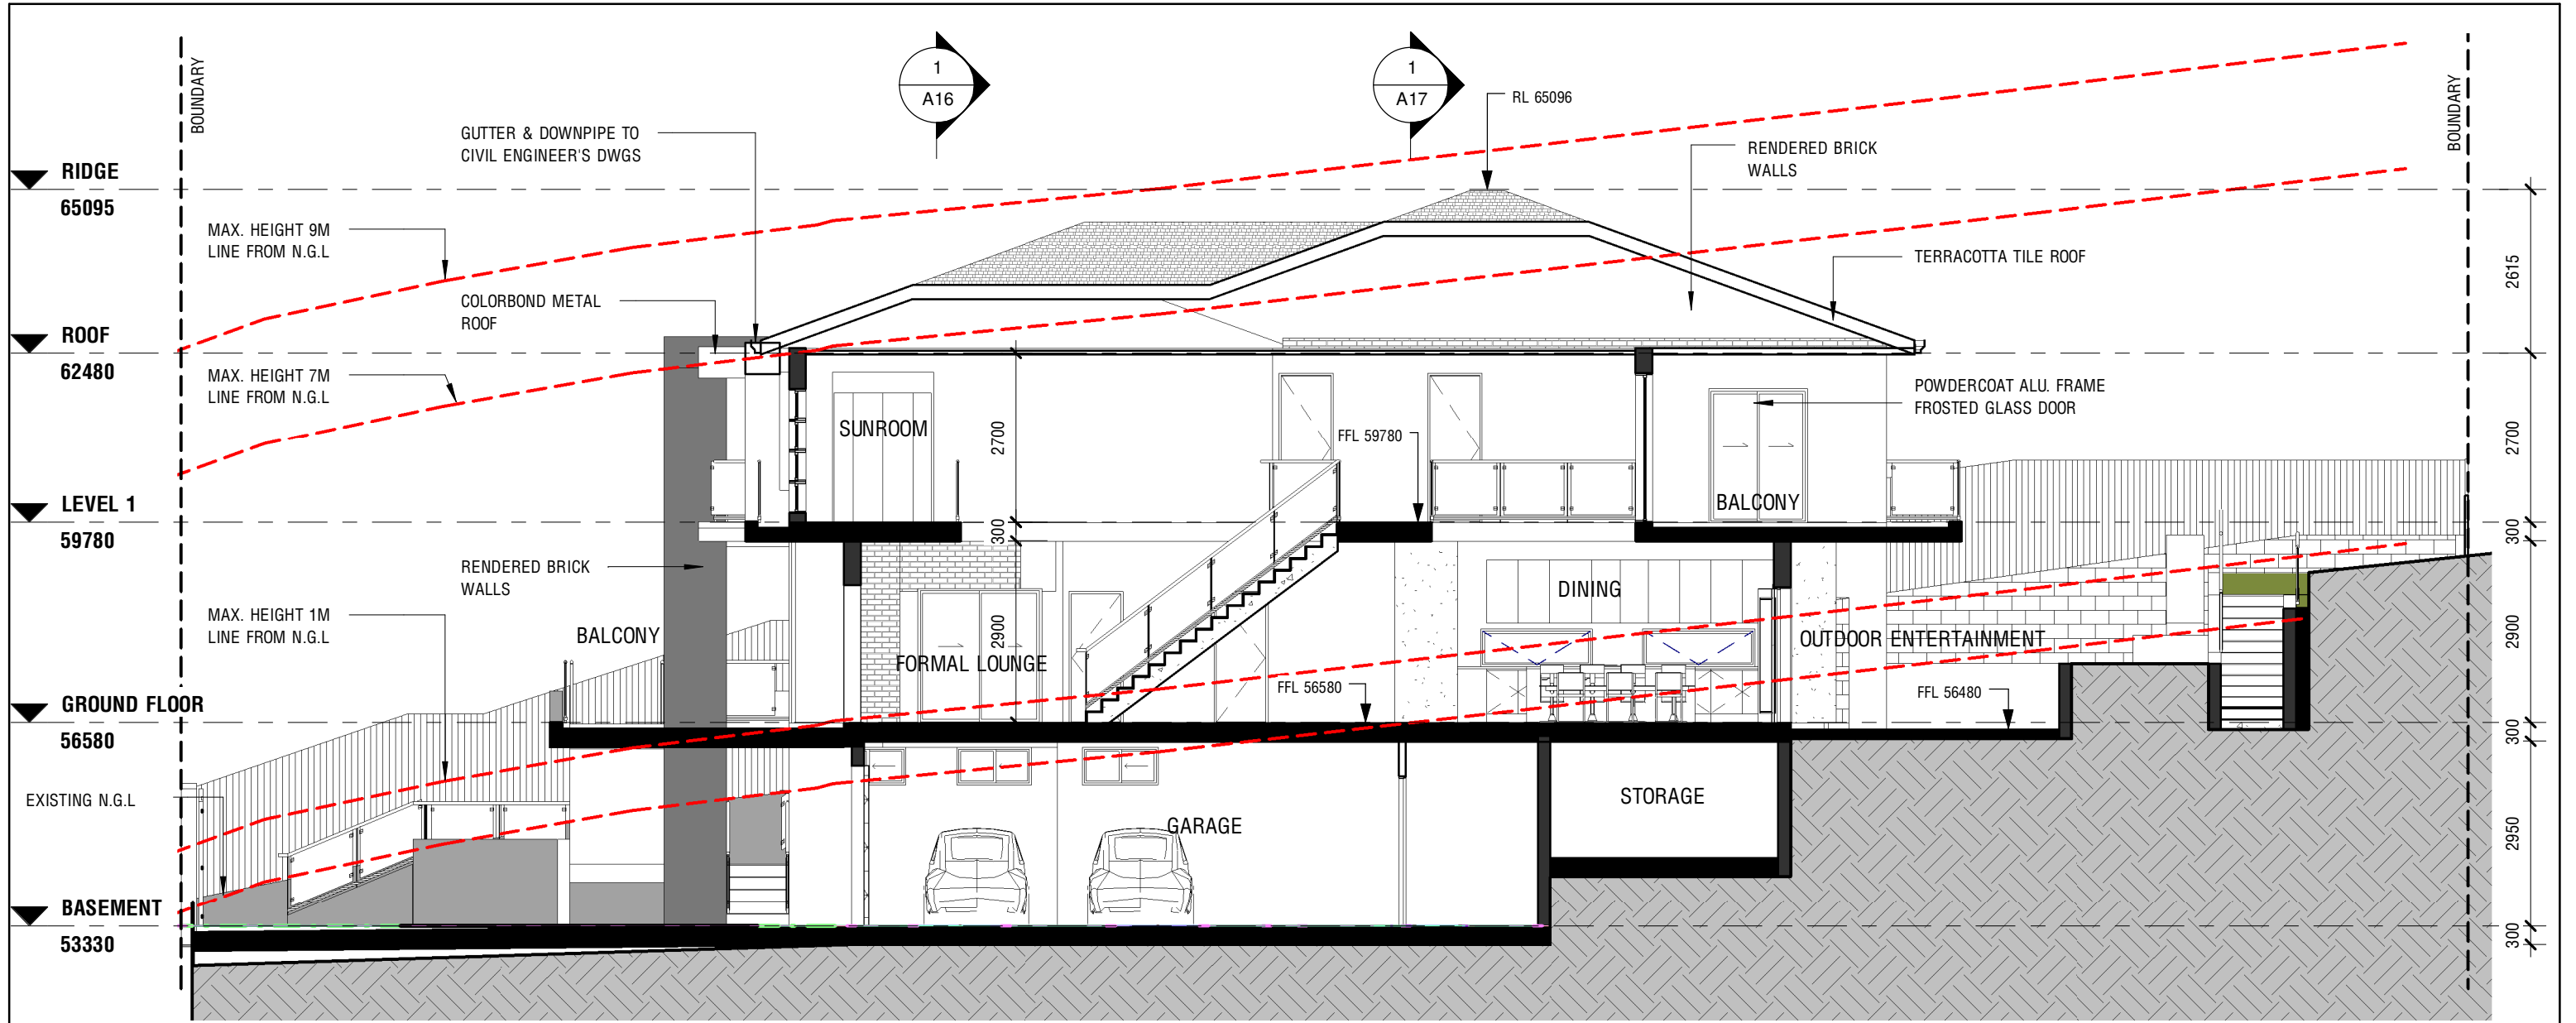 BOUNDARY
1
A16
1
A17
RL 65096
BOUNDARY
GUTTER & DOWNPIPE TO
CIVIL ENGINEER'S DWGS
RENDERED BRICK
WALLS
RIDGE
65095
MAX. HEIGHT 9M
LINE FROM N.G.L
TERRACOTTA TILE ROOF
2615
COLORBOND METAL
ROOF
ROOF
62480
MAX. HEIGHT 7M
LINE FROM N.G.L
POWDERCOAT ALU. FRAME
FROSTED GLASS DOOR
SUNROOM
2700
FFL 59780
2700
BALCONY
LEVEL 1
59780
300
300
RENDERED BRICK
WALLS
DINING
MAX. HEIGHT 1M
LINE FROM N.G.L
BALCONY
2900
OUTDOOR ENTERTAINMENT
2900
FORMAL LOUNGE
FFL 56580
FFL 56480
GROUND FLOOR
56580
300
EXISTING N.G.L
STORAGE
GARAGE
2950
BASEMENT
53330
300